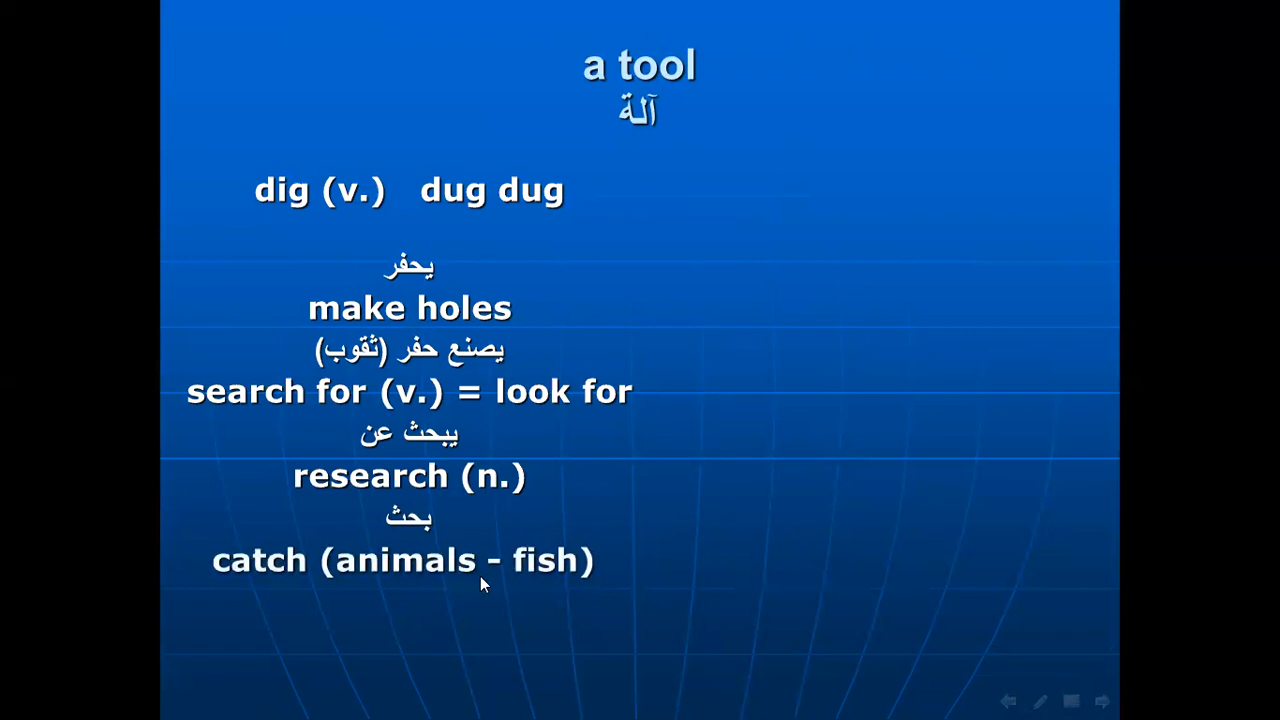 a tool
آلة
dig (v.) dug dug
يحفر
make holes
يصنع حفر (ثقوب)
search for (v.) = look for
يبحث عن
research (n.)
بحث
catch (animals - fish)